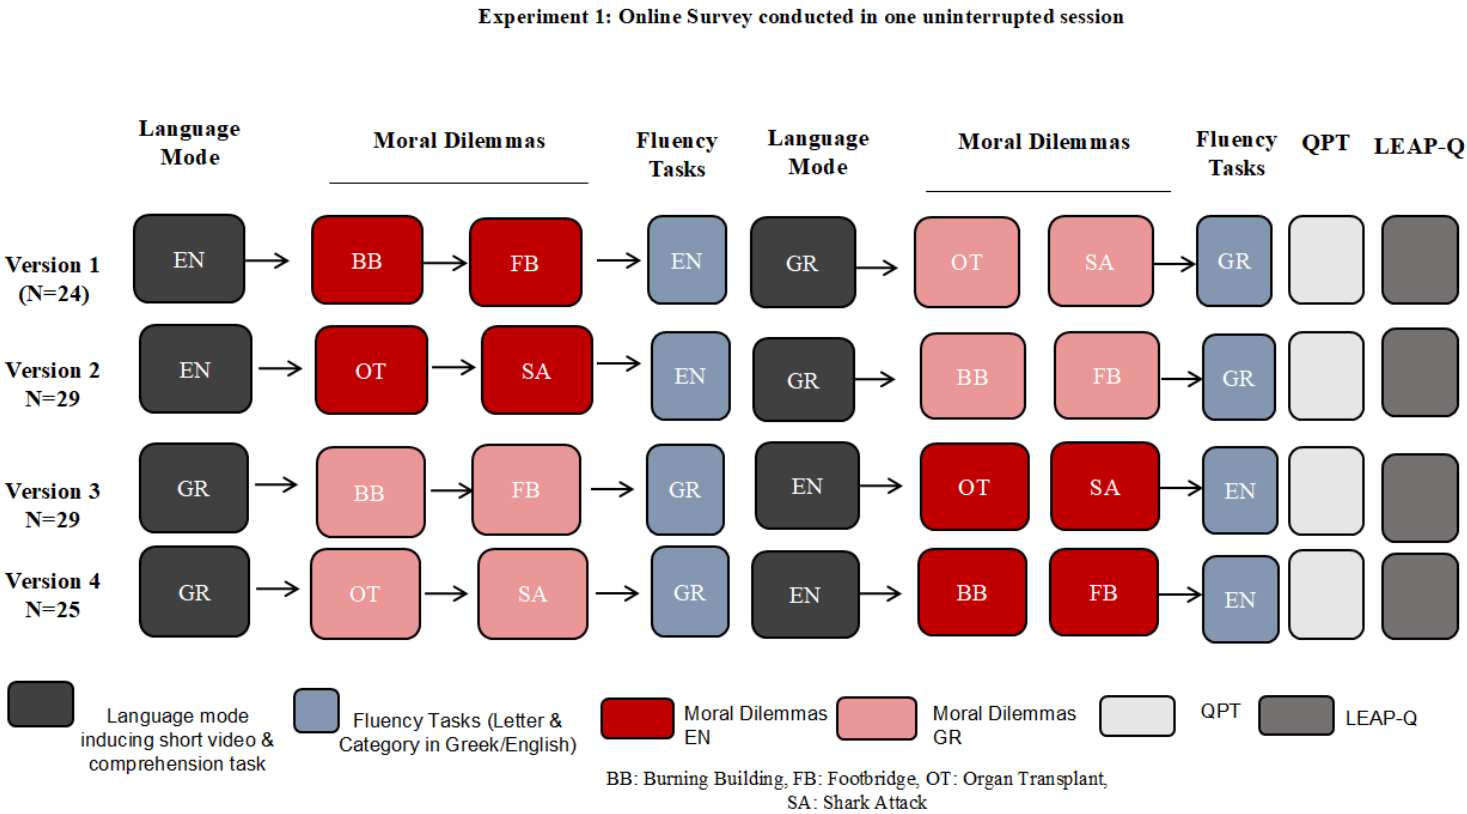 Experiment 1: Online Survey conducted in one uninterrupted session
Language
Mode
Moral Dilemmas
Fluency
Tasks
Language
Mode
Moral Dilemmas
Fluency
Tasks
QPT
LEAP-Q
Version 1
(N=24)
EN
BB
FB
EN
GR
OT
SA
GR
Version 2
N=29
EN
OT
SA
EN
GR
BB
FB
GR
Version 3
N=29
GR
BB
FB
GR
EN
OT
SA
EN
Version 4
N=25
GR
OT
SA
GR
EN
BB
FB
EN
Language mode
inducing short video &
comprehension task
Fluency Tasks (Letter &
Category in Greek/English)
Moral Dilemmas
EN
Moral Dilemmas
GR
QPT
LEAP-Q
BB: Burning Building, FB: Footbridge, OT: Organ Transplant,
SA: Shark Attack